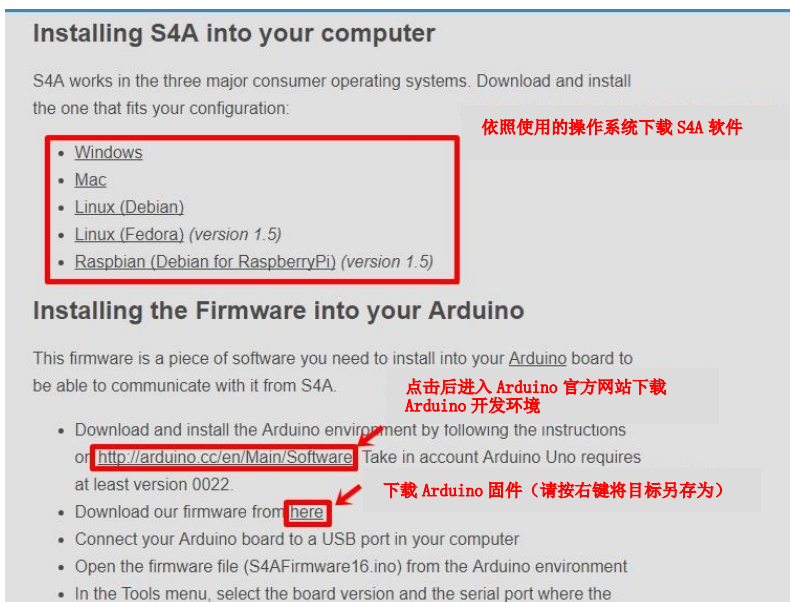 Installing S4A into your computer
S4A works in the three major consumer operating systems. Download and install
the one that fits your configuration:
依照使用的操作系统下载 S4A 软件
• Windows
• Mac
• Linux (Debian)
• Linux (Fedora) (version 1.5)
• Raspbian (Debian for RaspberryPi) (version 1.5)
Installing the Firmware into your Arduino
This firmware is a piece of software you need to install into your Arduino board to
be able to communicate with it from S4A.
点击后进入 Arduino 官方网站下载
Arduino 开发环境
• Download and install the Arduino environment by following the instructions
on http://arduino.cc/en/Main/Software. Take in account Arduino Uno requires
at least version 0022.
下载 Arduino 固件（请按右键将目标另存为）
• Download our firmware from here
• Connect your Arduino board to a USB port in your computer
• Open the firmware file (S4AFirmware16.ino) from the Arduino environment
• In the Tools menu, select the board version and the serial port where the